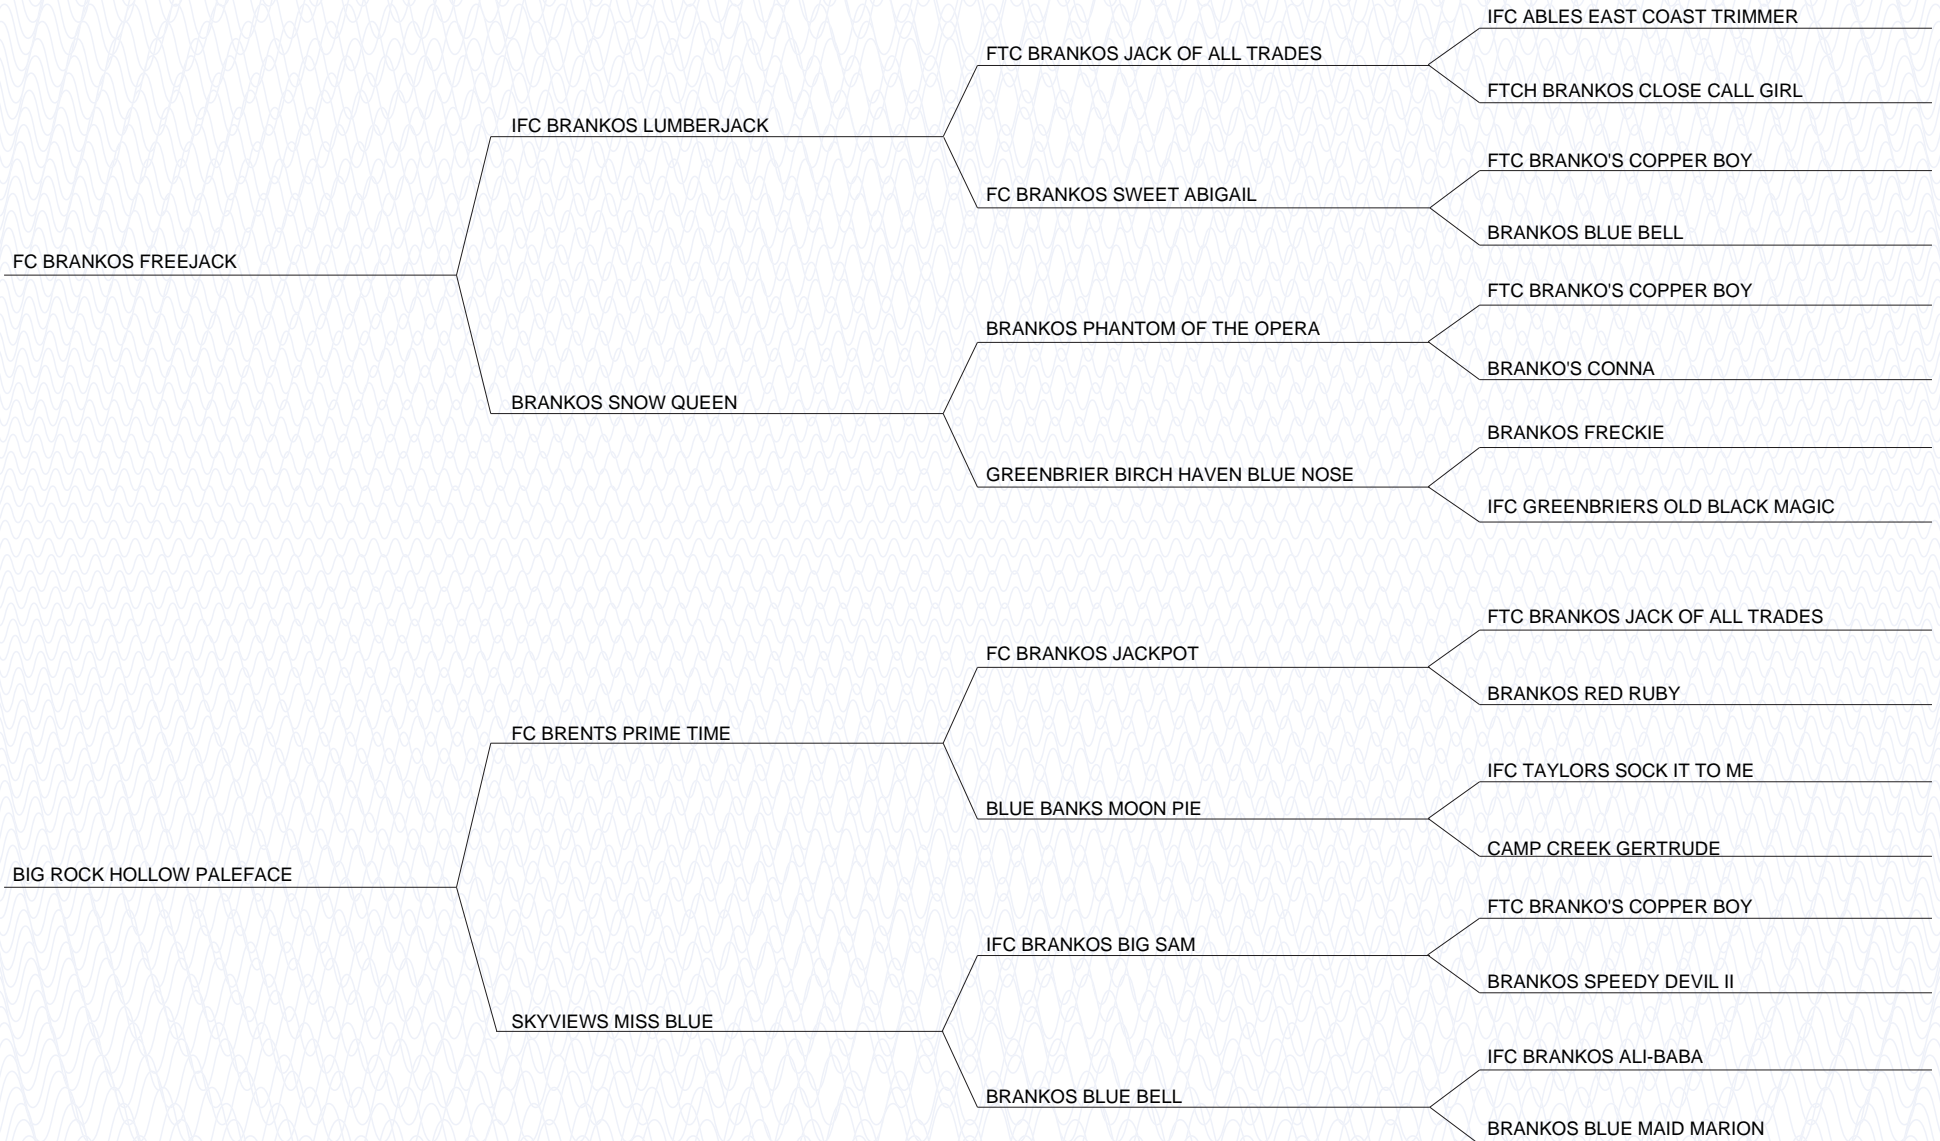 IFC ABLES EAST COAST TRIMMER
FTC BRANKOS JACK OF ALL TRADES
FTCH BRANKOS CLOSE CALL GIRL
IFC BRANKOS LUMBERJACK
FTC BRANKO'S COPPER BOY
FC BRANKOS SWEET ABIGAIL
BRANKOS BLUE BELL
FC BRANKOS FREEJACK
FTC BRANKO'S COPPER BOY
BRANKOS PHANTOM OF THE OPERA
BRANKO'S CONNA
BRANKOS SNOW QUEEN
BRANKOS FRECKIE
GREENBRIER BIRCH HAVEN BLUE NOSE
IFC GREENBRIERS OLD BLACK MAGIC
FTC BRANKOS JACK OF ALL TRADES
FC BRANKOS JACKPOT
BRANKOS RED RUBY
FC BRENTS PRIME TIME
IFC TAYLORS SOCK IT TO ME
BLUE BANKS MOON PIE
CAMP CREEK GERTRUDE
BIG ROCK HOLLOW PALEFACE
FTC BRANKO'S COPPER BOY
IFC BRANKOS BIG SAM
BRANKOS SPEEDY DEVIL II
SKYVIEWS MISS BLUE
IFC BRANKOS ALI-BABA
BRANKOS BLUE BELL
BRANKOS BLUE MAID MARION